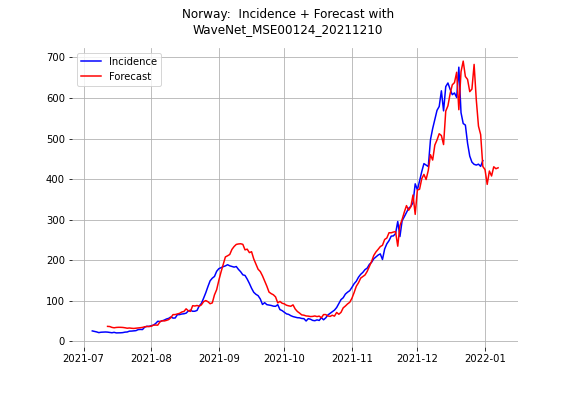 Norway:  Incidence + Forecast with
WaveNet_MSE00124_20211210
Incidence
Forecast
700
600
500
400
300
200
100
0
2021-07 2021-08 2021-09 2021-10 2021-11 2021-12 2022-01